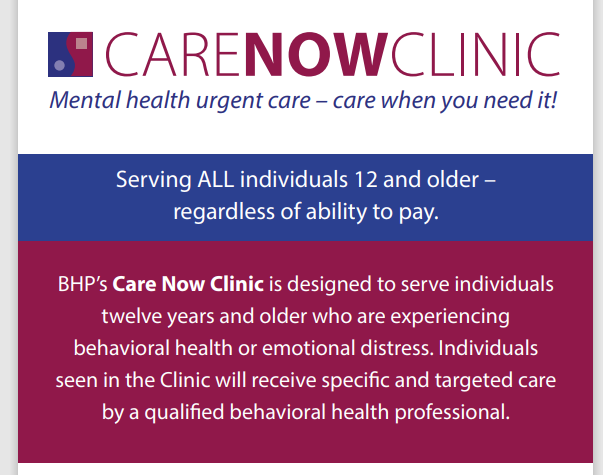 CARENOWCLINIC
Mental health urgent care – care when you need it!
Serving ALL individuals 12 and older –
regardless of ability to pay.
BHP's Care Now Clinic is designed to serve individuals
twelve years and older who are experiencing
behavioral health or emotional distress. Individuals
seen in the Clinic will receive specific and targeted care
by a qualified behavioral health professional.